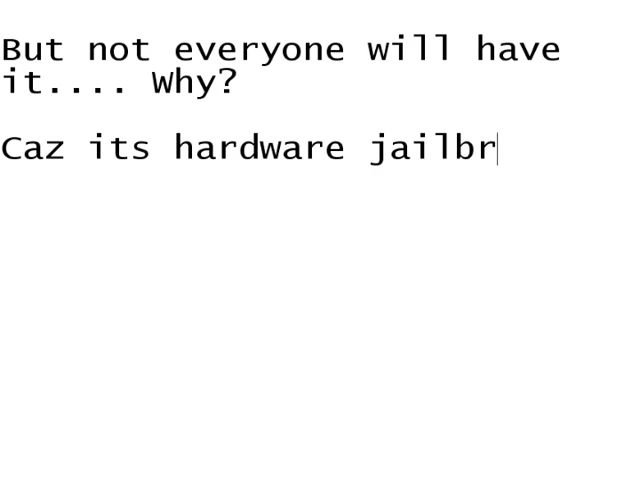 But not everyone will have
it.... Why?
Caz its hardware jailbr